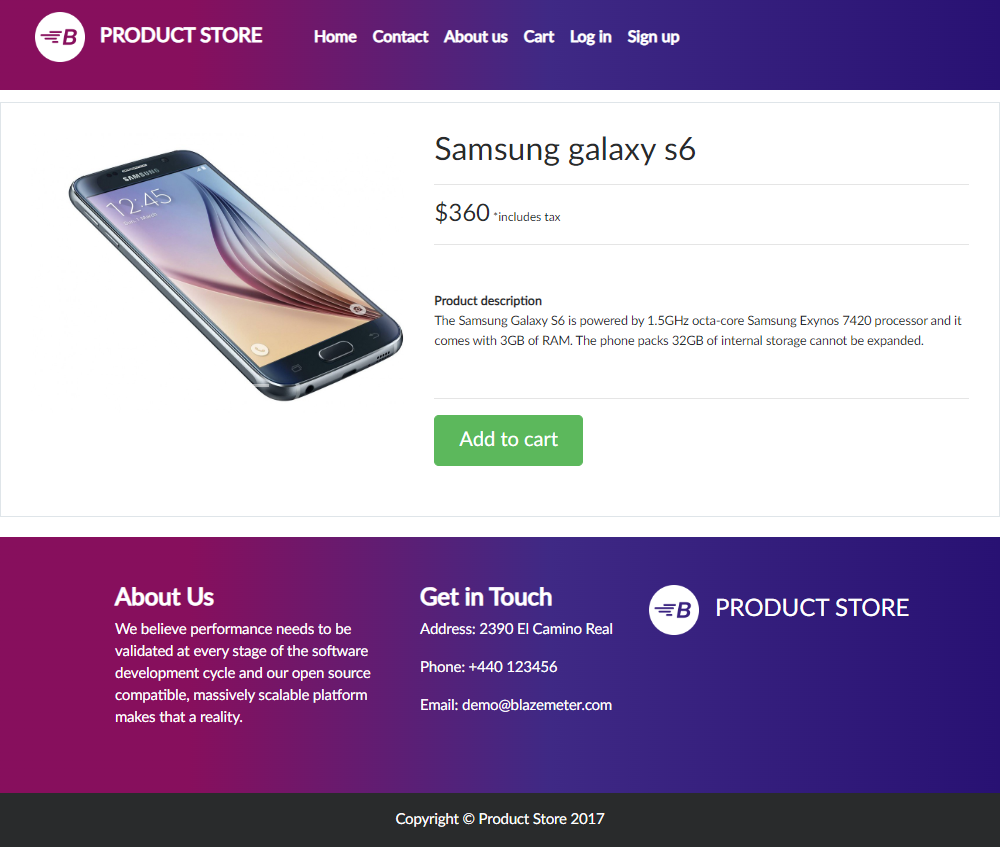 B PRODUCT STORE Home Contact About us Cart Log in Sign up
SAMSUNG
12:45
Samsung galaxy s6
$360 *includes tax
Product description
The Samsung Galaxy S6 is powered by 1.5GHz octa-core Samsung Exynos 7420 processor and it
comes with 3GB of RAM. The phone packs 32GB of internal storage cannot be expanded.
Add to cart
About Us
We believe performance needs to be
validated at every stage of the software
development cycle and our open source
compatible, massively scalable platform
makes that a reality.
Get in Touch
Address: 2390 El Camino Real
Phone: +440 123456
Email: demo@blazemeter.com
B PRODUCT STORE
Copyright © Product Store 2017